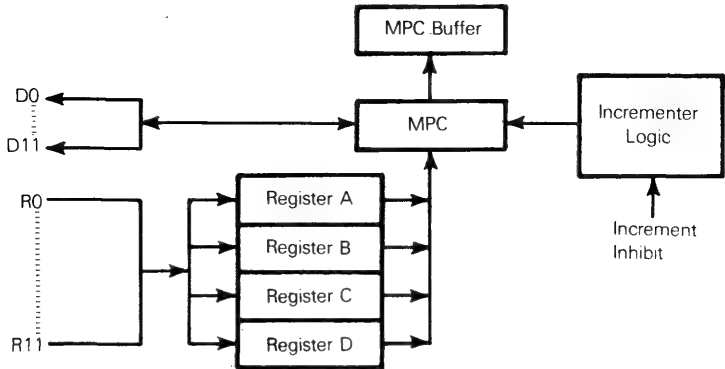 MPC Buffer
D0
D11
MPC
Incrementer
Logic
R0
R11
Register A
Register B
Register C
Register D
Increment
Inhibit